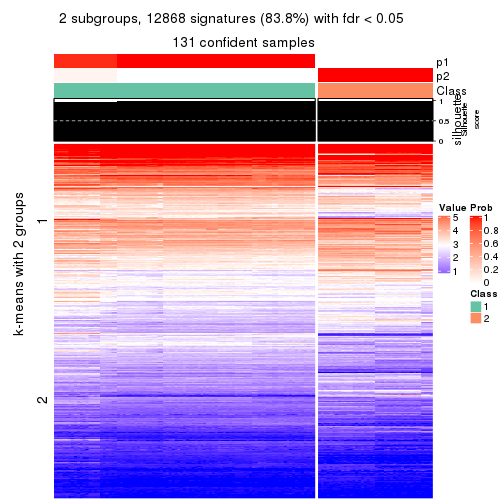 2 subgroups, 12868 signatures (83.8%) with fdr < 0.05
131 confident samples
p1
p2
Class
silhouette
Silhouette
score
1
0.5
0
k-means with 2 groups
1
2
Value
5
4
3
2
1
Prob
1
0.8
0.6
0.4
0.2
0
Class
1
2